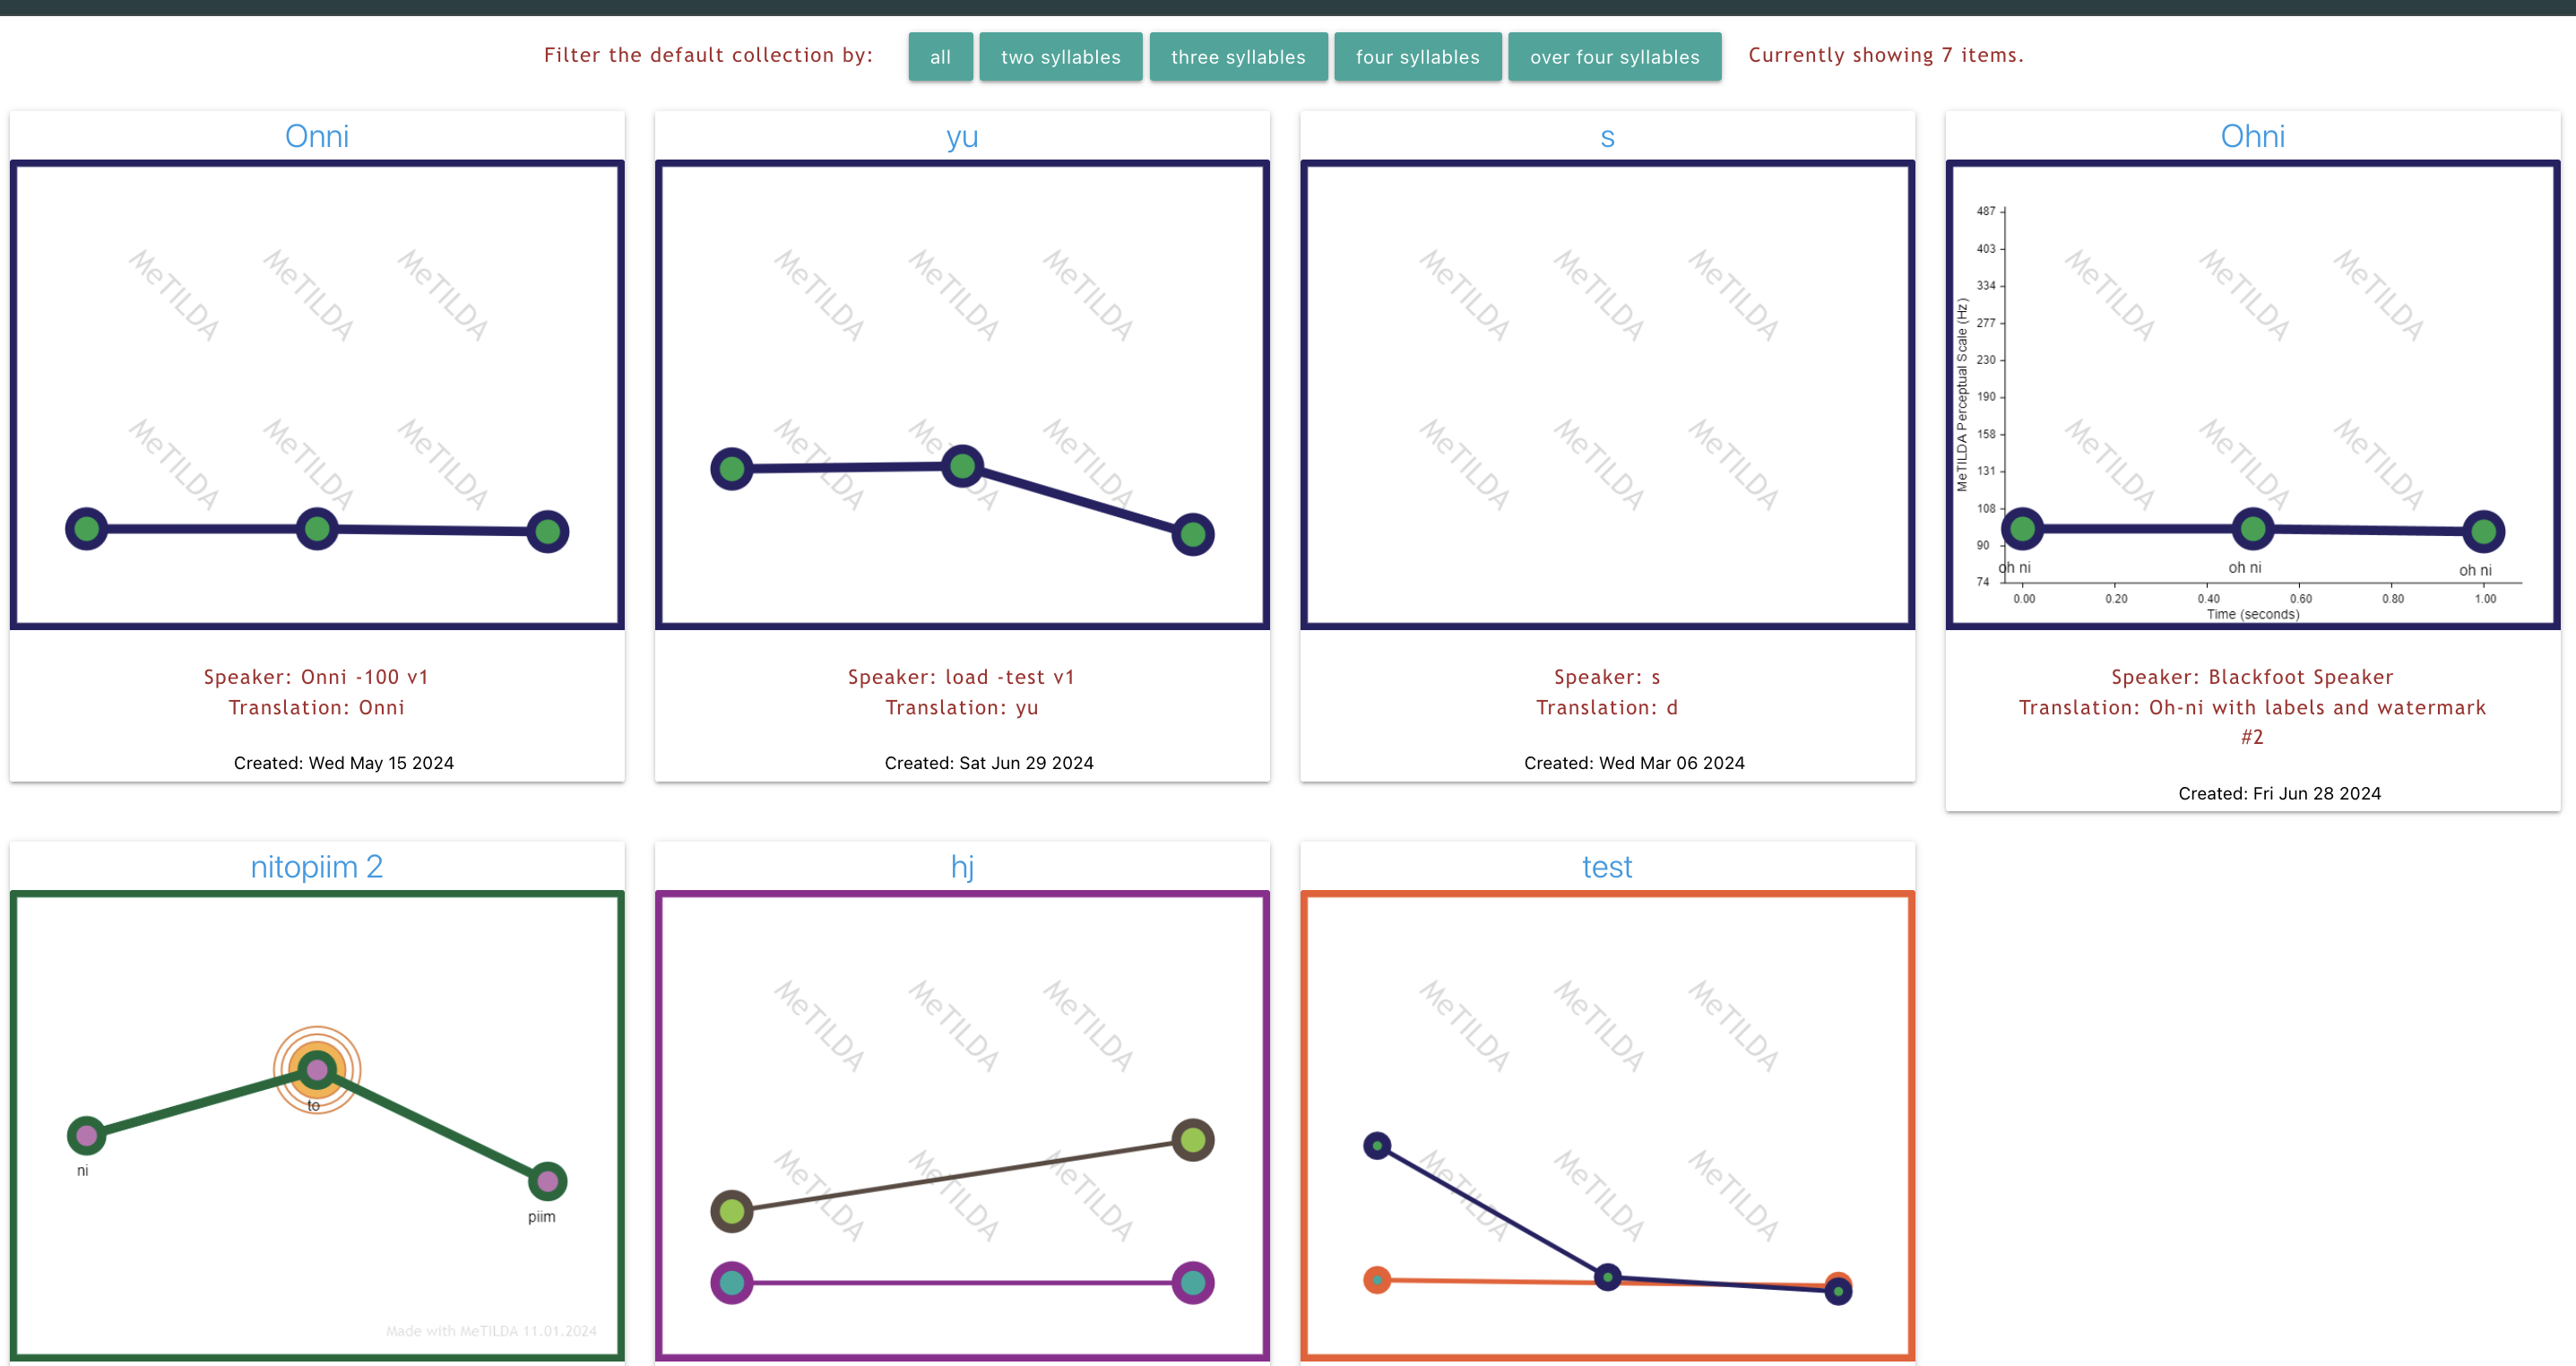 Filter the default collection by: all two syllables three syllables four syllables over four syllables Currently showing 7 items.
Onni
MeTILDA MeTILDA MeTILDA
MeTILDA MeTILDA MeTILDA
Speaker: Onni -100 v1
Translation: Onni
Created: Wed May 15 2024
yu
MeTILDA MeTILDA MeTILDA
MeTILDA MeTILDA MeTILDA
Speaker: load -test v1
Translation: yu
Created: Sat Jun 29 2024
s
MeTILDA MeTILDA MeTILDA
MeTILDA MeTILDA MeTILDA
Speaker: s
Translation: d
Created: Wed Mar 06 2024
Ohni
MeTILDA Perceptual Scale (Hz)
487
403
334
277
230
190
158
131
108
90
74
MeTILDA MeTILDA MeTILDA
MeTILDA MeTILDA MeTILDA
oh ni oh ni oh ni
0.00 0.20 0.40 0.60 0.80 1.00
Time (seconds)
Speaker: Blackfoot Speaker
Translation: Oh-ni with labels and watermark
#2
Created: Fri Jun 28 2024
nitopiim 2
to
ni
piim
Made with MeTILDA 11.01.2024
hj
MeTILDA MeTILDA MeTILDA
MeTILDA MeTILDA MeTILDA
test
MeTILDA MeTILDA MeTILDA
MeTILDA MeTILDA MeTILDA